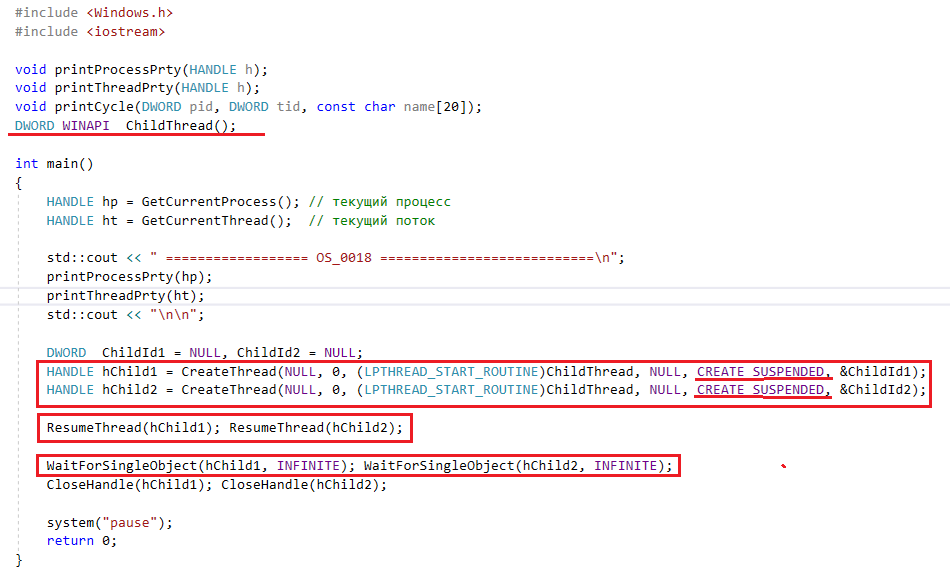 #include <Windows.h>
#include <iostream>
void printProcessPrty(HANDLE h);
void printThreadPrty(HANDLE h);
void printCycle(DWORD pid, DWORD tid, const char name[20]);
DWORD WINAPI  ChildThread();
int main()
{
HANDLE hp = GetCurrentProcess(); // текущий процесс
HANDLE ht = GetCurrentThread();  // текущий поток
std::cout << " ================== OS_0018 ===========================\n";
printProcessPrty(hp);
printThreadPrty(ht);
std::cout << "\n\n";
DWORD  ChildId1 = NULL, ChildId2 = NULL;
HANDLE hChild1 = CreateThread(NULL, 0, (LPTHREAD_START_ROUTINE)ChildThread, NULL, CREATE_SUSPENDED, &ChildId1);
HANDLE hChild2 = CreateThread(NULL, 0, (LPTHREAD_START_ROUTINE)ChildThread, NULL, CREATE_SUSPENDED, &ChildId2);
ResumeThread(hChild1); ResumeThread(hChild2);
WaitForSingleObject(hChild1, INFINITE); WaitForSingleObject(hChild2, INFINITE);
CloseHandle(hChild1); CloseHandle(hChild2);
system("pause");
return 0;
}